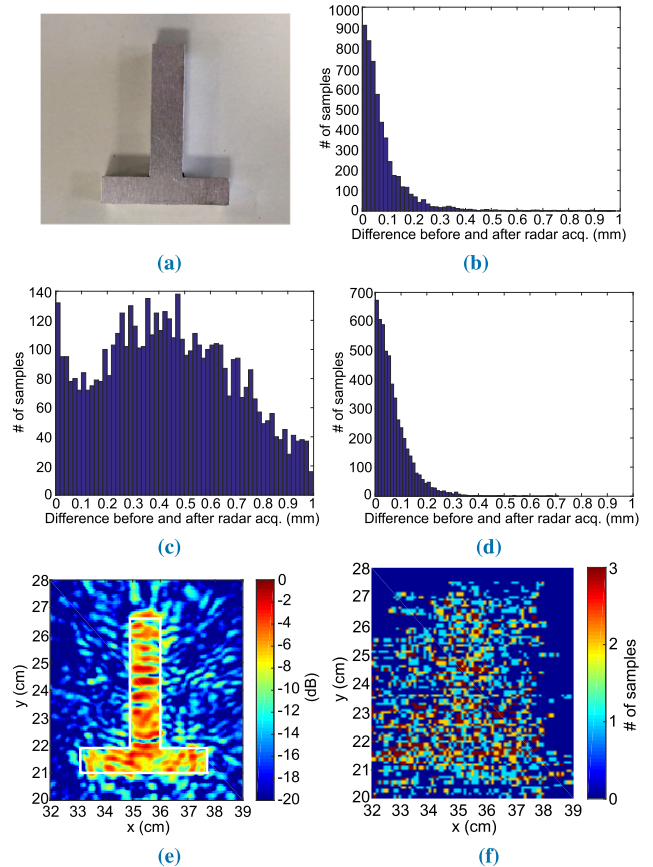 1000
900
800
700
600
500
400
300
200
100
0
# of samples
0 0.1 0.2 0.3 0.4 0.5 0.6 0.7 0.8 0.9 1
Difference before and after radar acq. (mm)
(a)
(b)
140
120
100
80
60
40
20
0
# of samples
0 0.1 0.2 0.3 0.4 0.5 0.6 0.7 0.8 0.9 1
Difference before and after radar acq. (mm)
(c)
700
600
500
400
300
200
100
0
# of samples
0 0.1 0.2 0.3 0.4 0.5 0.6 0.7 0.8 0.9 1
Difference before and after radar acq. (mm)
(d)
28
27
26
25
24
23
22
21
20
y (cm)
32 33 34 35 36 37 38 39
x (cm)
0
-2
-4
-6
-8
-10
-12
-14
-16
-18
-20
(dB)
(e)
28
27
26
25
24
23
22
21
20
y (cm)
32 33 34 35 36 37 38 39
x (cm)
3
2
1
0
# of samples
(f)